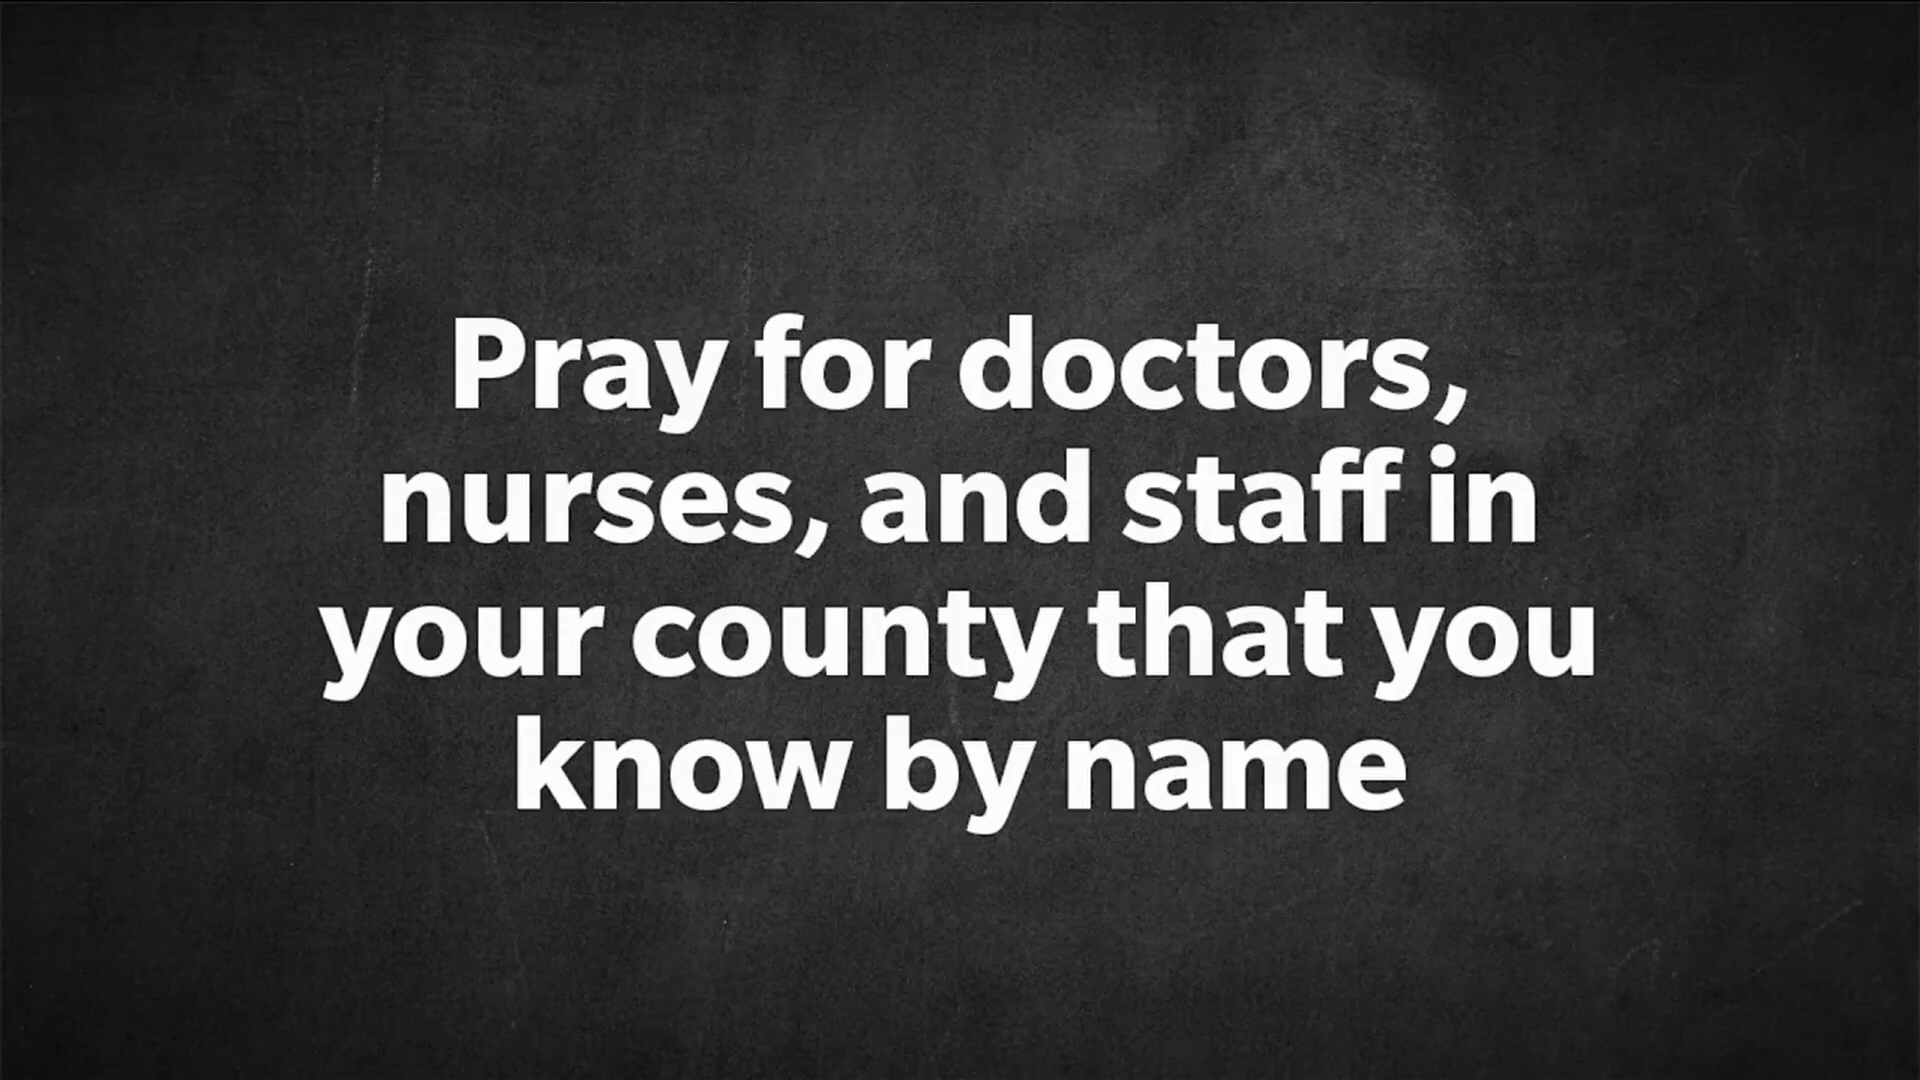 Pray for doctors,
nurses, and staff in
your county that you
know by name